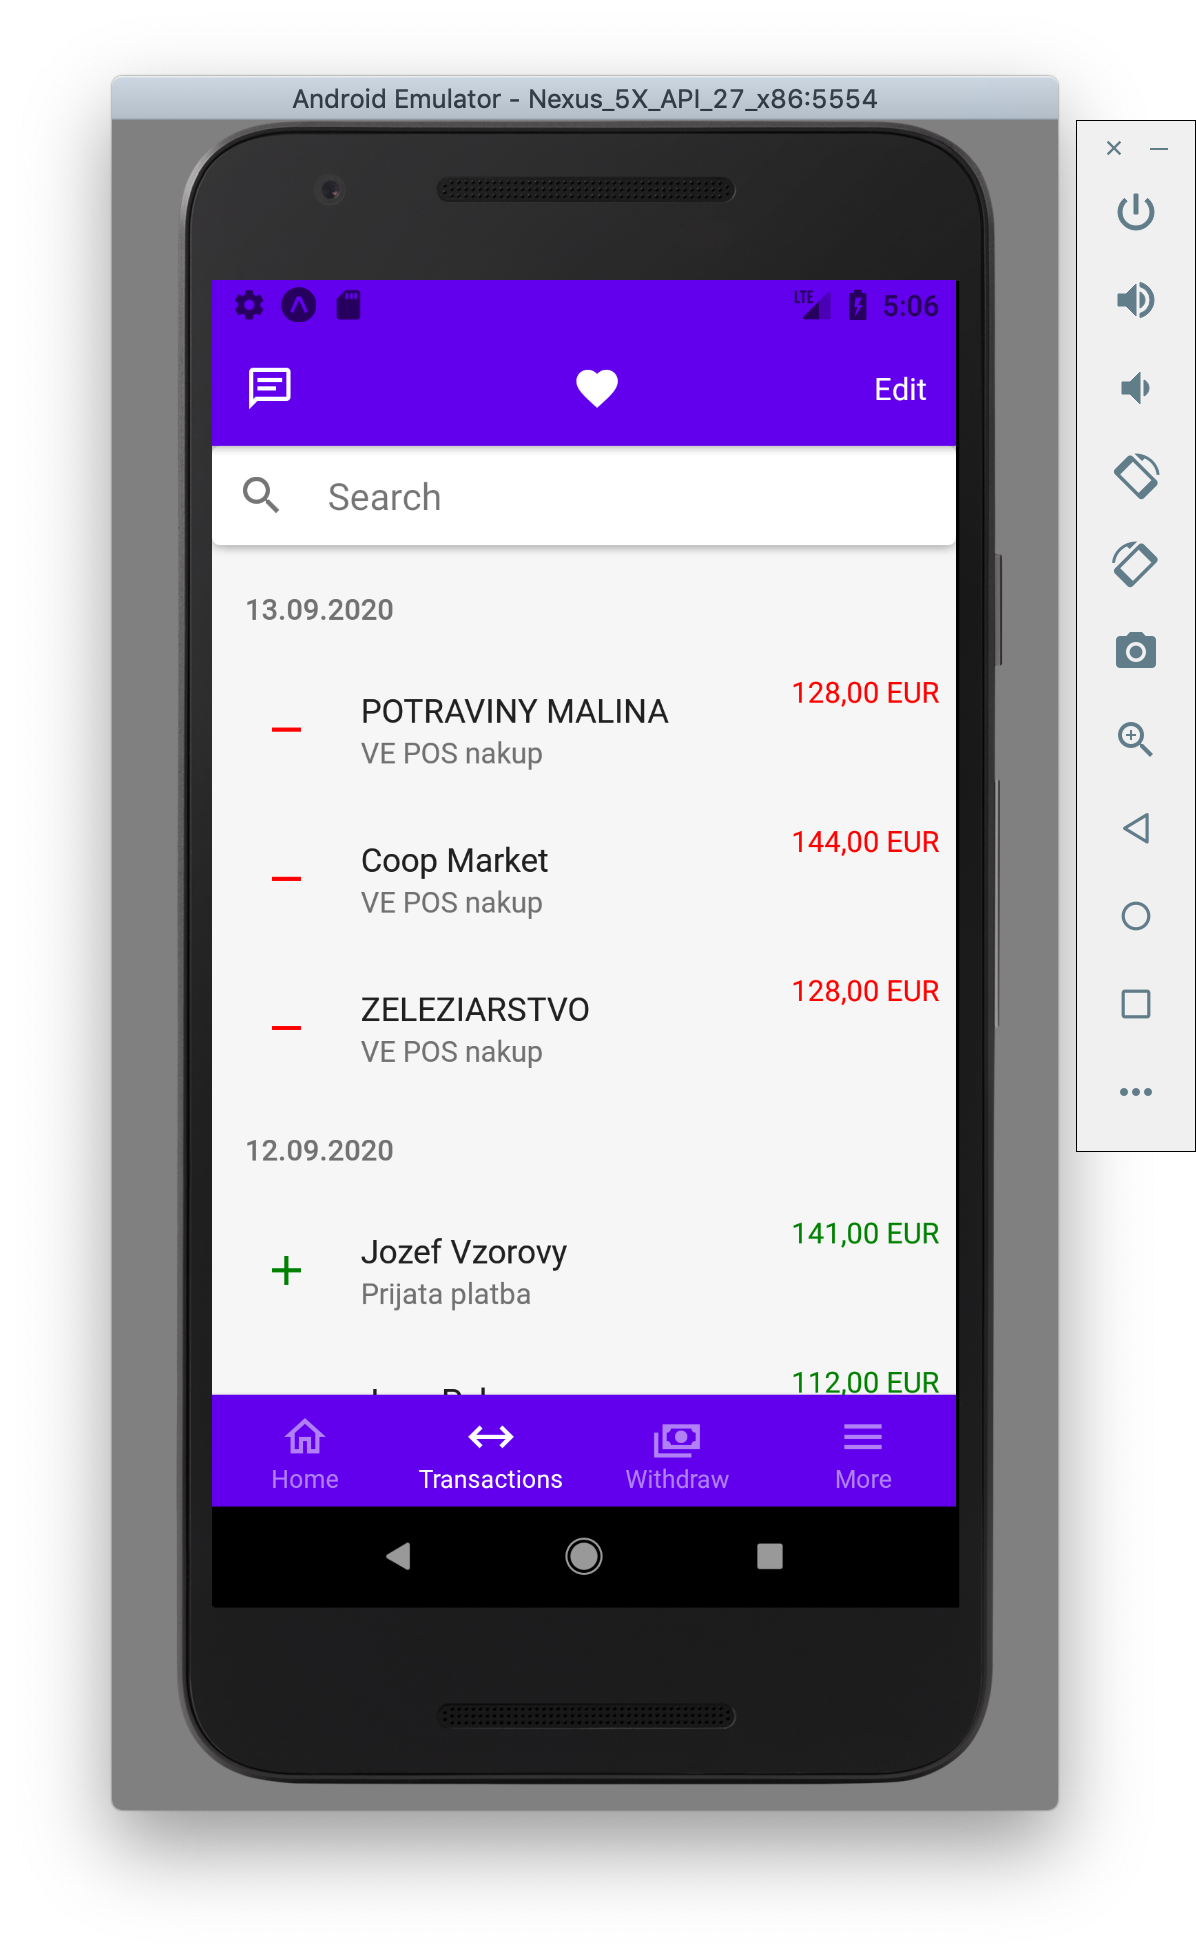 Android Emulator - Nexus_5X_API_27_x86:5554
LTE 5:06
Edit
Search
13.09.2020
128,00 EUR
POTRAVINY MALINA
VE POS nakup
144,00 EUR
Coop Market
VE POS nakup
128,00 EUR
ZELEZIARSTVO
VE POS nakup
12.09.2020
141,00 EUR
Jozef Vzorovy
Prijata platba
112,00 EUR
Home Transactions Withdraw More